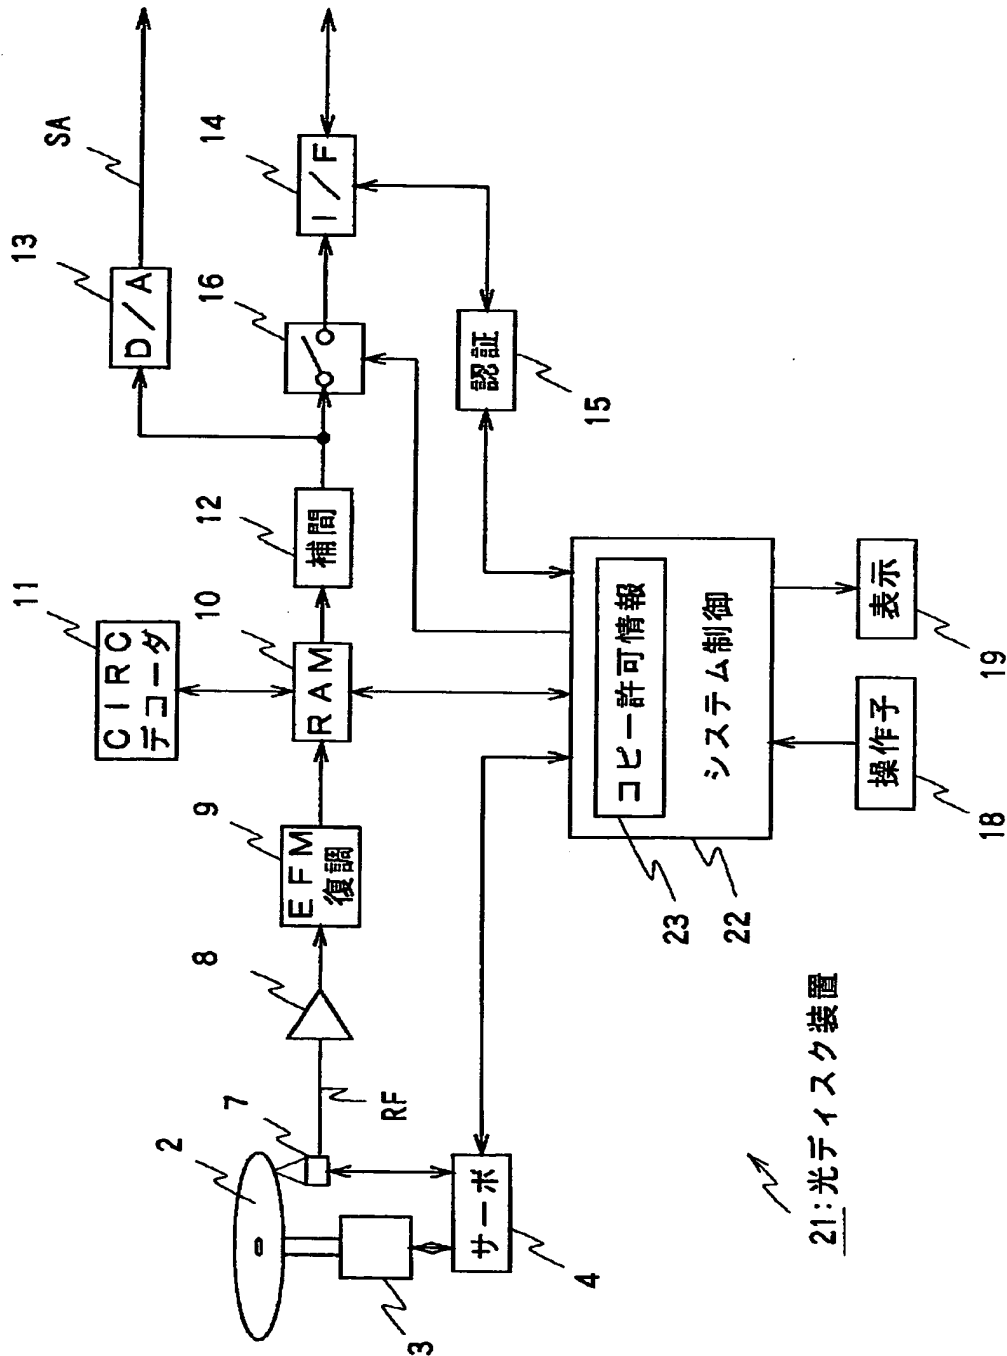 SA
13
D/A
14
I/F
16
15
認証
12
補間
11
CIRC
デコーダ
10
RAM
9
EFM
復調
8
RF
7
2
3
サーボ
4
コピー許可情報
システム制御
23
22
表示
19
操作子
18
21:光ディスク装置